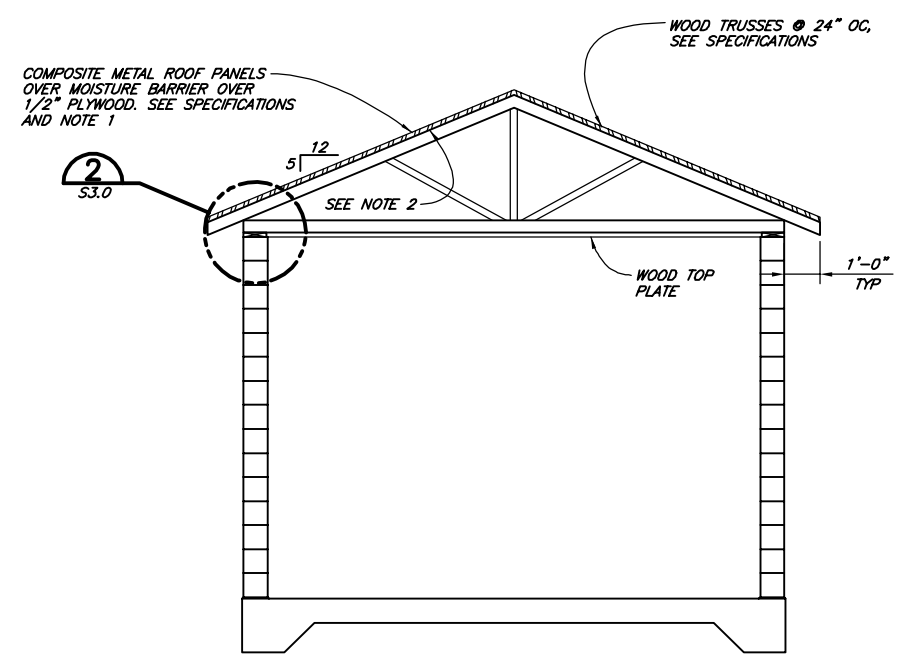 WOOD TRUSSES @ 24" OC,
SEE SPECIFICATIONS
COMPOSITE METAL ROOF PANELS
OVER MOISTURE BARRIER OVER
1/2" PLYWOOD. SEE SPECIFICATIONS
AND NOTE 1
12
5
2
S3.0
SEE NOTE 2
WOOD TOP
PLATE
1'-0"
TYP